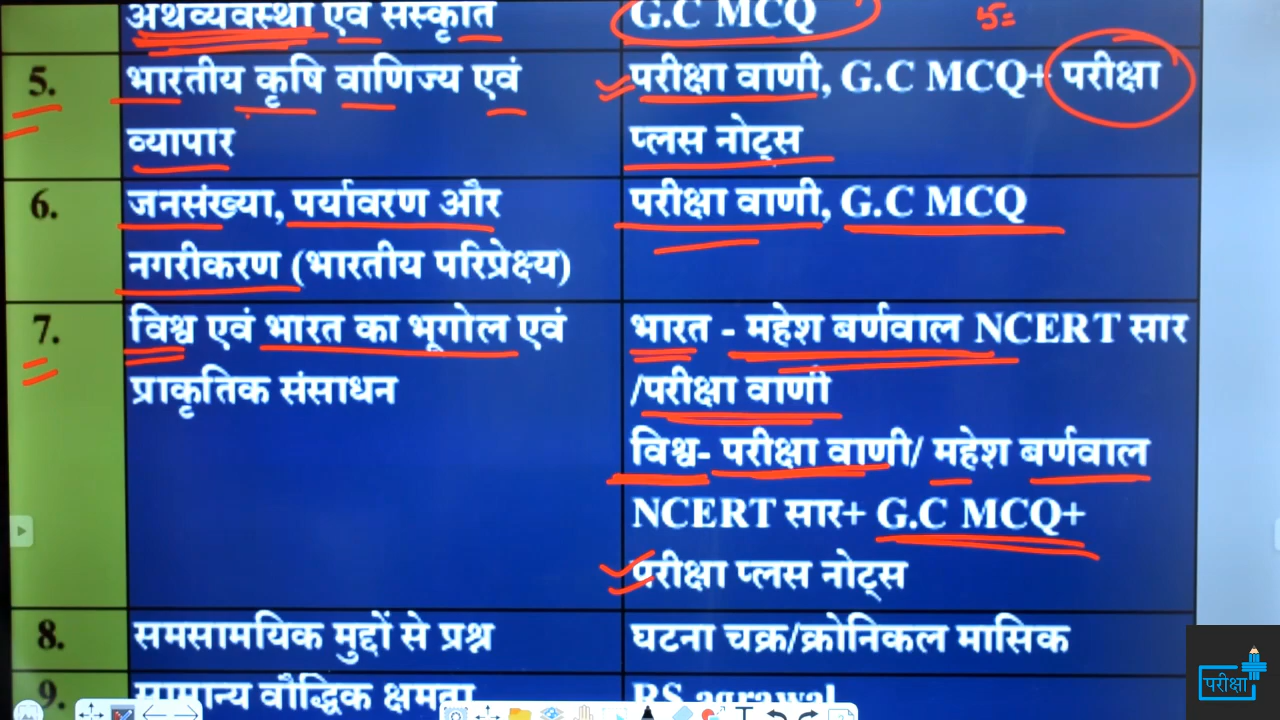 अर्थव्यवस्था एवं संस्कृति G.C MCQ 5=
5. भारतीय कृषि वाणिज्य एवं परीक्षा वाणी, G.C MCQ+ परीक्षा
व्यापार प्लस नोट्स
6. जनसंख्या, पर्यावरण और परीक्षा वाणी, G.C MCQ
नगरीकरण (भारतीय परिप्रेक्ष्य)
7. विश्व एवं भारत का भूगोल एवं भारत - महेश बर्णवाल NCERT सार
प्राकृतिक संसाधन /परीक्षा वाणी
विश्व- परीक्षा वाणी/ महेश बर्णवाल
NCERT सार+ G.C MCQ+
परीक्षा प्लस नोट्स
8. समसामयिक मुद्दों से प्रश्न घटना चक्र/क्रोनिकल मासिक
9. सामान्य वौद्धिक क्षमता RS agrawal
परीक्षा